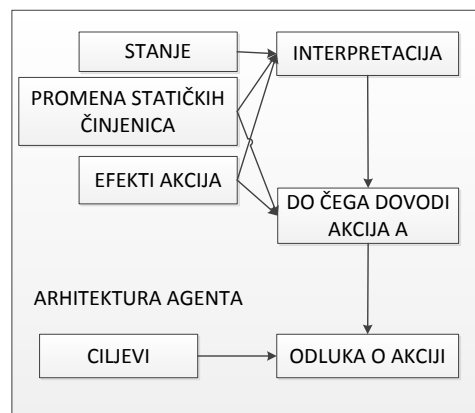 STANJE
INTERPRETACIJA
PROMENA STATIČKIH
ČINJENICA
EFEKTI AKCIJA
DO ČEGA DOVODI
AKCIJA A
ARHITEKTURA AGENTA
CILJEVI
ODLUKA O AKCIJI